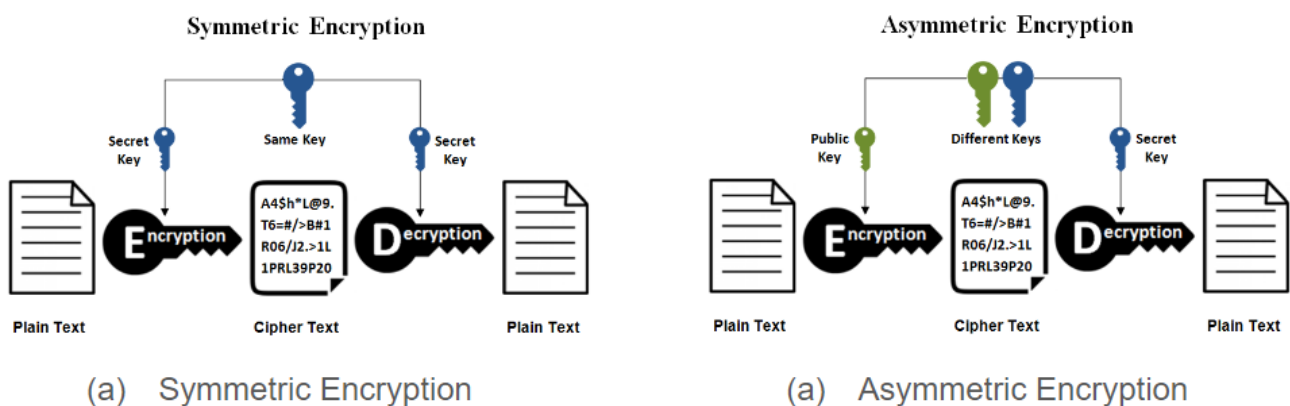 Symmetric Encryption
Secret
Key
Same Key
Secret
Key
Encryption
A4$h*L@9.
T6=#/>B#1
R06/J2.>1L
1PRL39P20
Decryption
Plain Text
Cipher Text
Plain Text
(a) Symmetric Encryption
Asymmetric Encryption
Public
Key
Different Keys
Secret
Key
Encryption
A4$h*L@9.
T6=#/>B#1
R06/J2.>1L
1PRL39P20
Decryption
Plain Text
Cipher Text
Plain Text
(a) Asymmetric Encryption